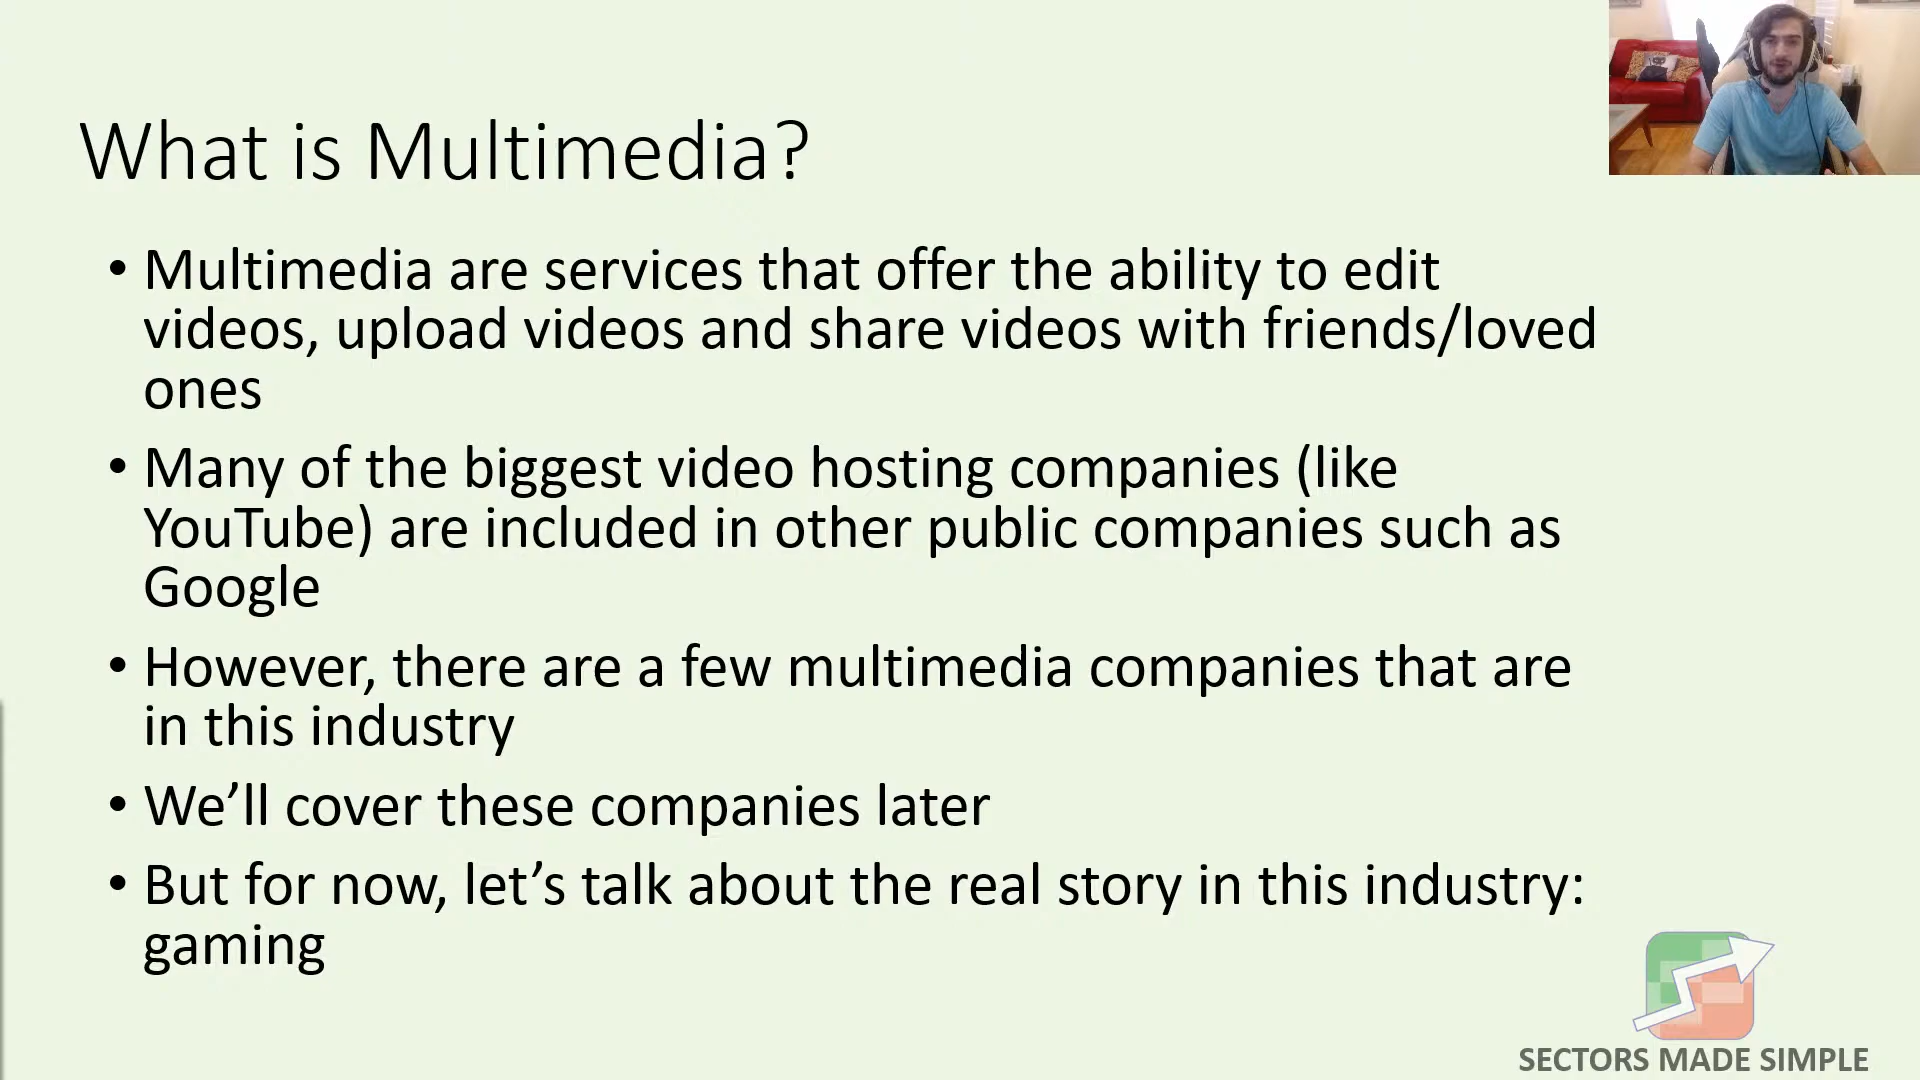 What is Multimedia?
• Multimedia are services that offer the ability to edit
videos, upload videos and share videos with friends/loved
ones
• Many of the biggest video hosting companies (like
YouTube) are included in other public companies such as
Google
• However, there are a few multimedia companies that are
in this industry
• We’ll cover these companies later
• But for now, let’s talk about the real story in this industry:
gaming
SECTORS MADE SIMPLE